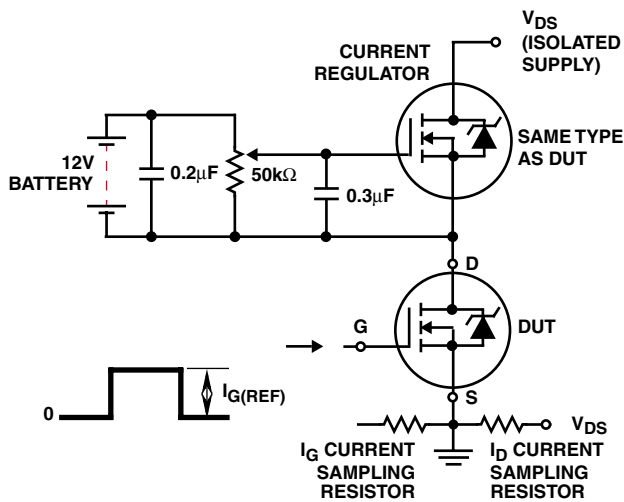 V_DS
(ISOLATED
SUPPLY)
CURRENT
REGULATOR
SAME TYPE
AS DUT
12V
BATTERY
0.2µF
50kΩ
0.3µF
D
G
DUT
I_G(REF)
0
S
V_DS
I_G CURRENT
SAMPLING
RESISTOR
I_D CURRENT
SAMPLING
RESISTOR